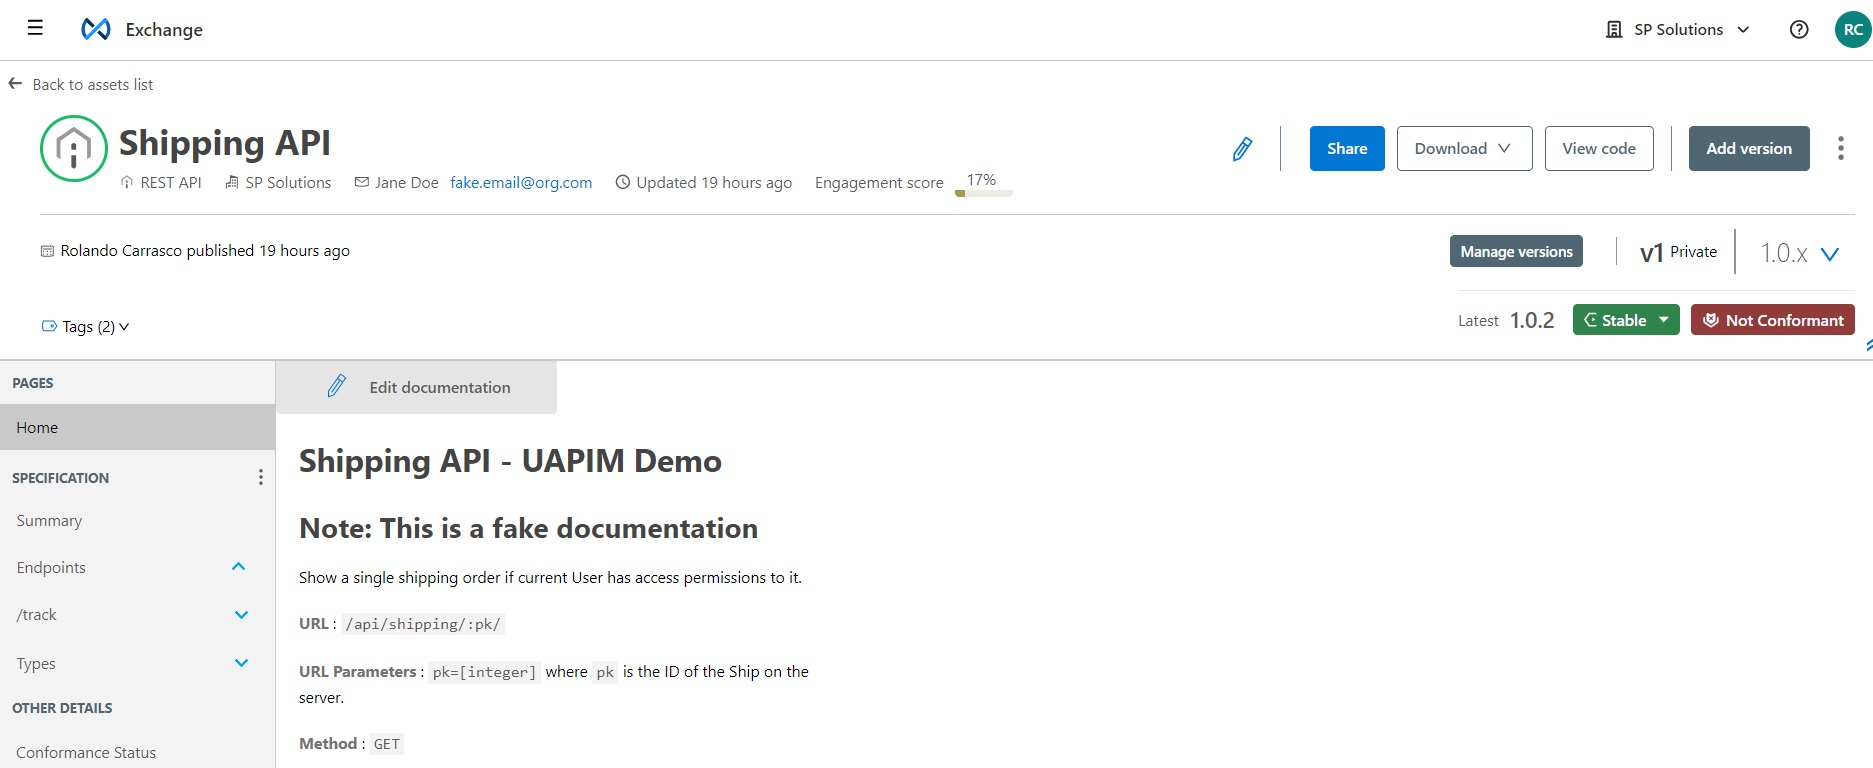 Exchange
SP Solutions
RC
Back to assets list
Shipping API
REST API SP Solutions Jane Doe fake.email@org.com Updated 19 hours ago Engagement score 17%
Share Download View code Add version
Rolando Carrasco published 19 hours ago
Manage versions v1 Private 1.0.x
Tags (2)
Latest 1.0.2 Stable Not Conformant
PAGES
Home
SPECIFICATION
Summary
Endpoints
/track
Types
OTHER DETAILS
Conformance Status
Edit documentation
Shipping API - UAPIM Demo
Note: This is a fake documentation
Show a single shipping order if current User has access permissions to it.
URL : /api/shipping/:pk/
URL Parameters : pk=[integer] where pk is the ID of the Ship on the
server.
Method : GET